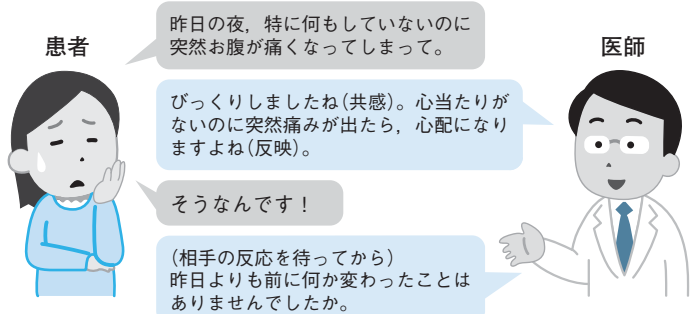 患者
昨日の夜，特に何もしていないのに
突然お腹が痛くなってしまって。
医師
びっくりしましたね(共感)。心当たりが
ないのに突然痛みが出たら，心配になり
ますよね(反映)。
そうなんです！
(相手の反応を待ってから)
昨日よりも前に何か変わったことは
ありませんでしたか。